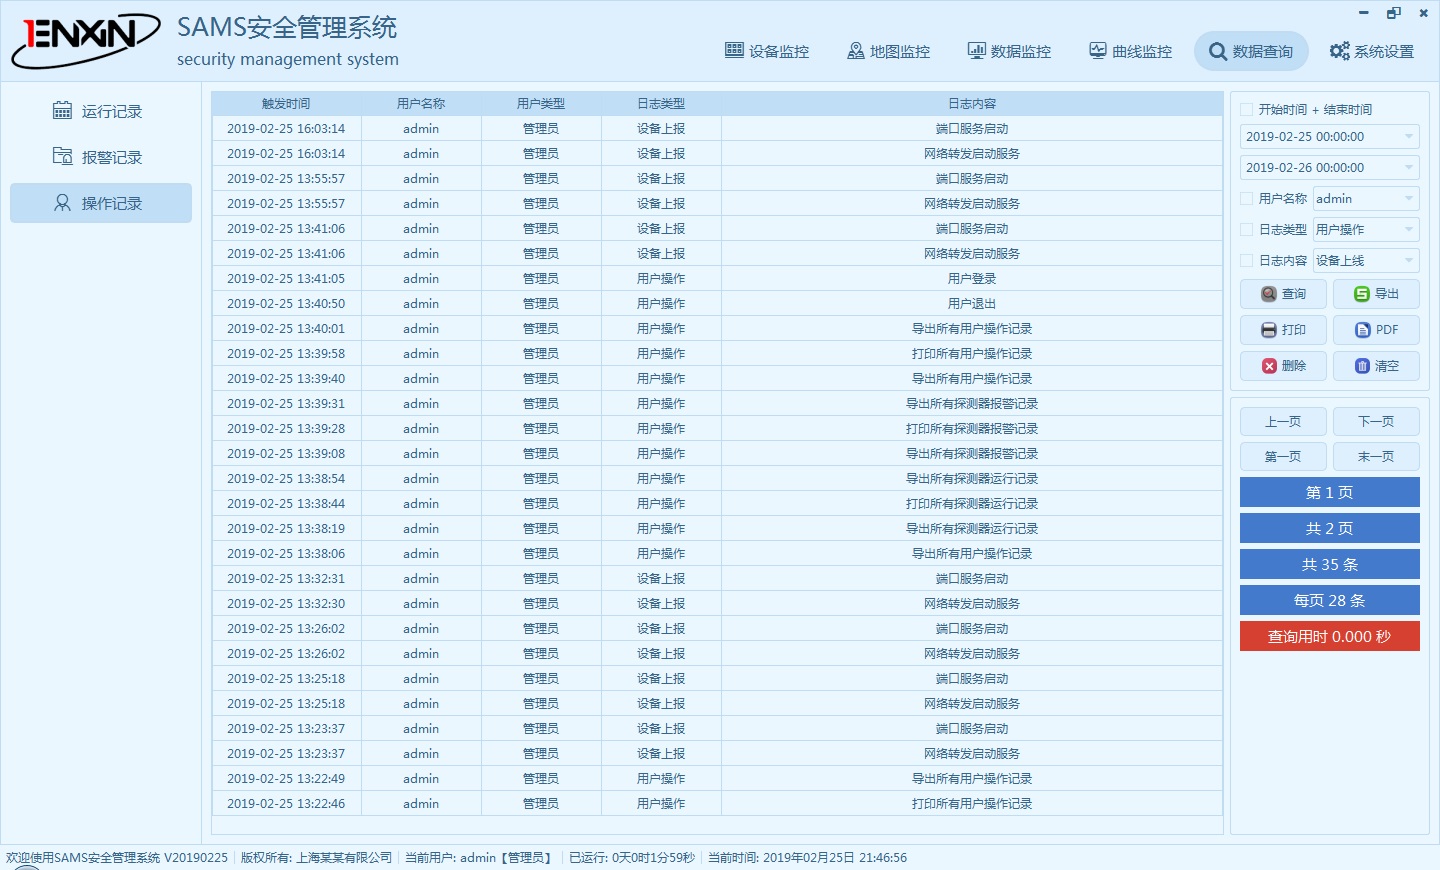 1ENXIN
SAMS安全管理系统
security management system
设备监控 地图监控 数据监控 曲线监控 数据查询 系统设置
运行记录
报警记录
操作记录
触发时间 用户名称 用户类型 日志类型 日志内容
2019-02-25 16:03:14 admin 管理员 设备上报 端口服务启动
2019-02-25 16:03:14 admin 管理员 设备上报 网络转发启动服务
2019-02-25 13:55:57 admin 管理员 设备上报 端口服务启动
2019-02-25 13:55:57 admin 管理员 设备上报 网络转发启动服务
2019-02-25 13:41:06 admin 管理员 设备上报 端口服务启动
2019-02-25 13:41:06 admin 管理员 设备上报 网络转发启动服务
2019-02-25 13:41:05 admin 管理员 用户操作 用户登录
2019-02-25 13:40:50 admin 管理员 用户操作 用户退出
2019-02-25 13:40:01 admin 管理员 用户操作 导出所有用户操作记录
2019-02-25 13:39:58 admin 管理员 用户操作 打印所有用户操作记录
2019-02-25 13:39:40 admin 管理员 用户操作 导出所有用户操作记录
2019-02-25 13:39:31 admin 管理员 用户操作 导出所有探测器报警记录
2019-02-25 13:39:28 admin 管理员 用户操作 打印所有探测器报警记录
2019-02-25 13:39:08 admin 管理员 用户操作 导出所有探测器报警记录
2019-02-25 13:38:54 admin 管理员 用户操作 导出所有探测器运行记录
2019-02-25 13:38:44 admin 管理员 用户操作 打印所有探测器运行记录
2019-02-25 13:38:19 admin 管理员 用户操作 导出所有探测器运行记录
2019-02-25 13:38:06 admin 管理员 用户操作 导出所有用户操作记录
2019-02-25 13:32:31 admin 管理员 设备上报 端口服务启动
2019-02-25 13:32:30 admin 管理员 设备上报 网络转发启动服务
2019-02-25 13:26:02 admin 管理员 设备上报 端口服务启动
2019-02-25 13:26:02 admin 管理员 设备上报 网络转发启动服务
2019-02-25 13:25:18 admin 管理员 设备上报 端口服务启动
2019-02-25 13:25:18 admin 管理员 设备上报 网络转发启动服务
2019-02-25 13:23:37 admin 管理员 设备上报 端口服务启动
2019-02-25 13:23:37 admin 管理员 设备上报 网络转发启动服务
2019-02-25 13:22:49 admin 管理员 用户操作 导出所有用户操作记录
2019-02-25 13:22:46 admin 管理员 用户操作 打印所有用户操作记录
开始时间 + 结束时间
2019-02-25 00:00:00
2019-02-26 00:00:00
用户名称 admin
日志类型 用户操作
日志内容 设备上线
查询 导出
打印 PDF
删除 清空
上一页 下一页
第一页 末一页
第 1 页
共 2 页
共 35 条
每页 28 条
查询用时 0.000 秒
欢迎使用SAMS安全管理系统 V20190225 版权所有: 上海某某有限公司 当前用户: admin【管理员】 已运行: 0天0时1分59秒 当前时间: 2019年02月25日 21:46:56